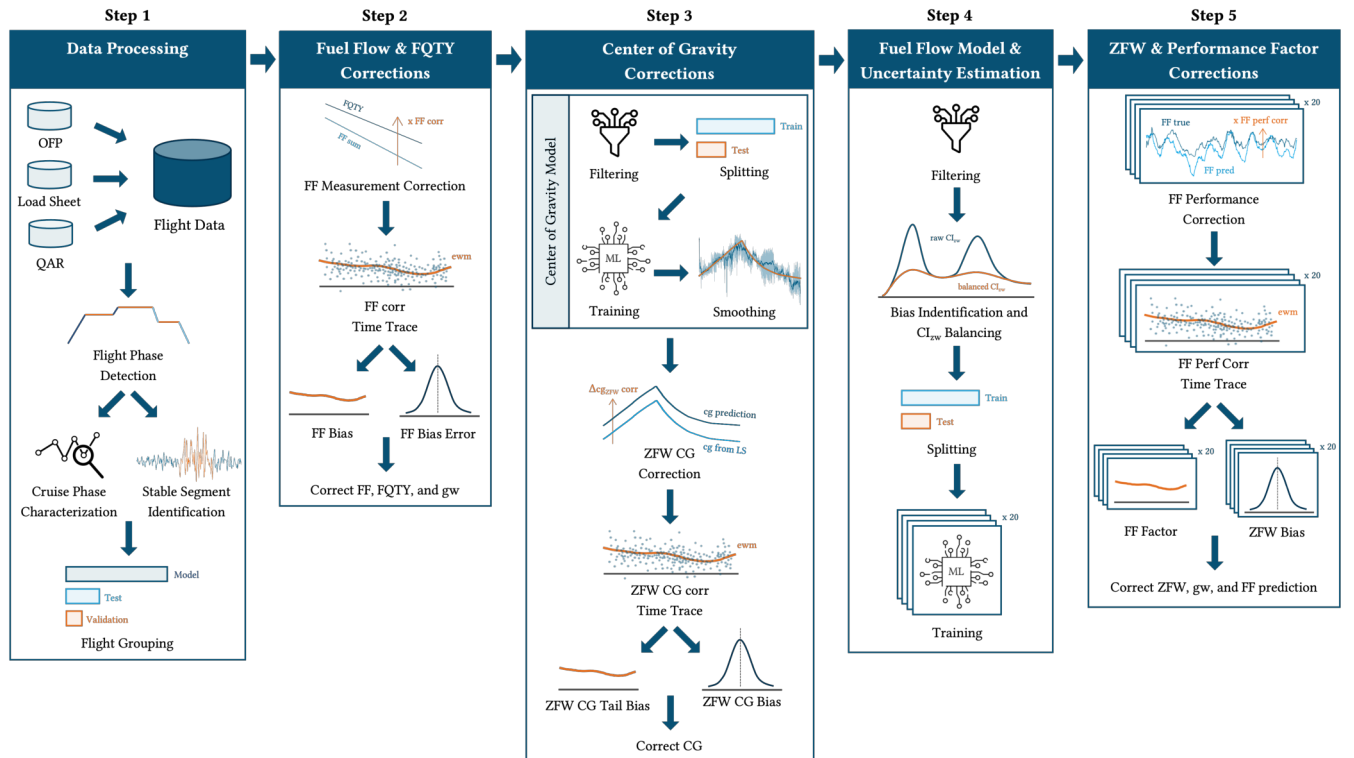 Step 1
Data Processing
OFP
Load Sheet
QAR
Flight Data
Flight Phase
Detection
Cruise Phase
Characterization
Stable Segment
Identification
Model
Test
Validation
Flight Grouping
Step 2
Fuel Flow & FQTY
Corrections
FQTY
x FF corr
FF sum
FF Measurement Correction
ewm
FF corr
Time Trace
FF Bias
FF Bias Error
Correct FF, FQTY, and gw
Step 3
Center of Gravity
Corrections
Center of Gravity Model
Filtering
Train
Test
Splitting
ML
Training
Smoothing
Δcg_ZFW corr
cg prediction
cg from LS
ZFW CG
Correction
ewm
ZFW CG corr
Time Trace
ZFW CG Tail Bias
ZFW CG Bias
Correct CG
Step 4
Fuel Flow Model &
Uncertainty Estimation
Filtering
raw CI_zw
balanced CI_zw
Bias Indentification and
CI_zw Balancing
Train
Test
Splitting
x 20
ML
Training
Step 5
ZFW & Performance Factor
Corrections
x 20
FF true
x FF perf corr
FF pred
FF Performance
Correction
x 20
ewm
FF Perf Corr
Time Trace
x 20
x 20
FF Factor
ZFW Bias
Correct ZFW, gw, and FF prediction